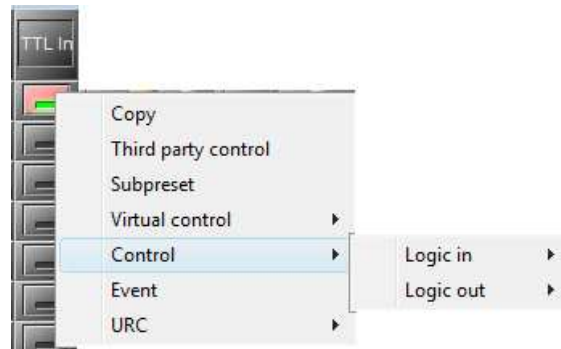 TTL In
Copy
Third party control
Subpreset
Virtual control
Control
Logic in
Event
Logic out
URC